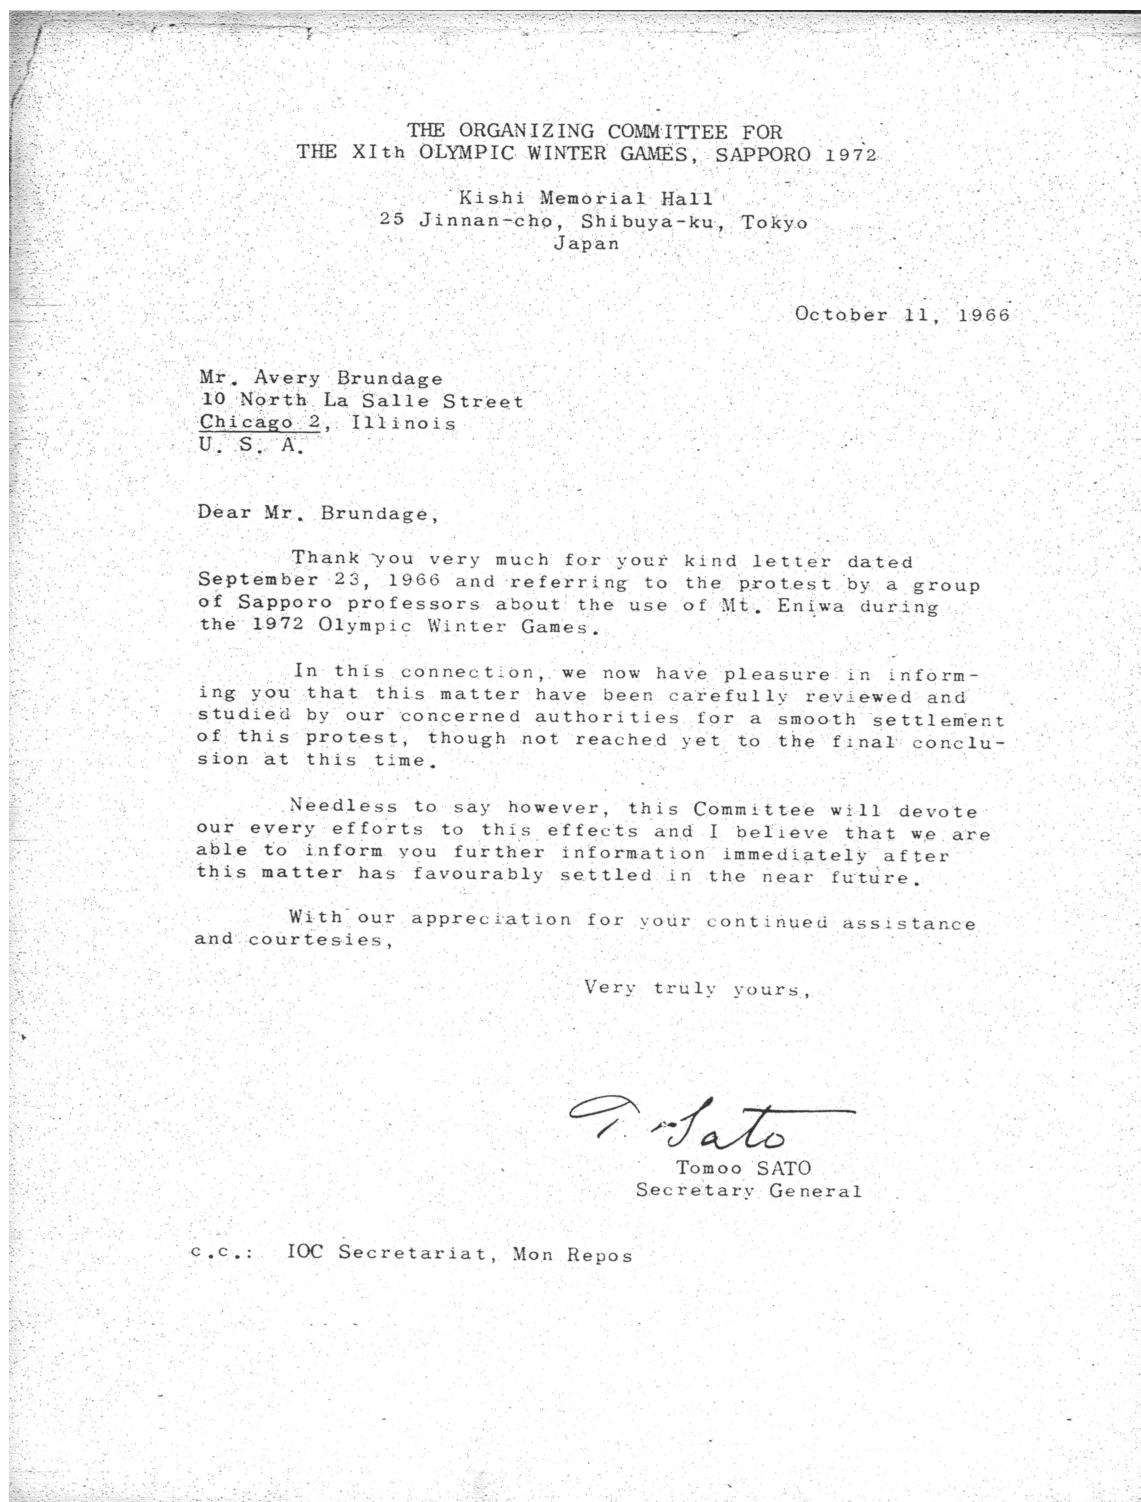 THE ORGANIZING COMMITTEE FOR
THE XIth OLYMPIC WINTER GAMES, SAPPORO 1972
Kishi Memorial Hall
25 Jinnan-cho, Shibuya-ku, Tokyo
Japan
October 11, 1966
Mr. Avery Brundage
10 North La Salle Street
Chicago 2, Illinois
U. S. A.
Dear Mr. Brundage,
Thank you very much for your kind letter dated
September 23, 1966 and referring to the protest by a group
of Sapporo professors about the use of Mt. Eniwa during
the 1972 Olympic Winter Games.
In this connection, we now have pleasure in inform-
ing you that this matter have been carefully reviewed and
studied by our concerned authorities for a smooth settlement
of this protest, though not reached yet to the final conclu-
sion at this time.
Needless to say however, this Committee will devote
our every efforts to this effects and I believe that we are
able to inform you further information immediately after
this matter has favourably settled in the near future.
With our appreciation for your continued assistance
and courtesies,
Very truly yours,
T. Sato
Tomoo SATO
Secretary General
c.c.: IOC Secretariat, Mon Repos